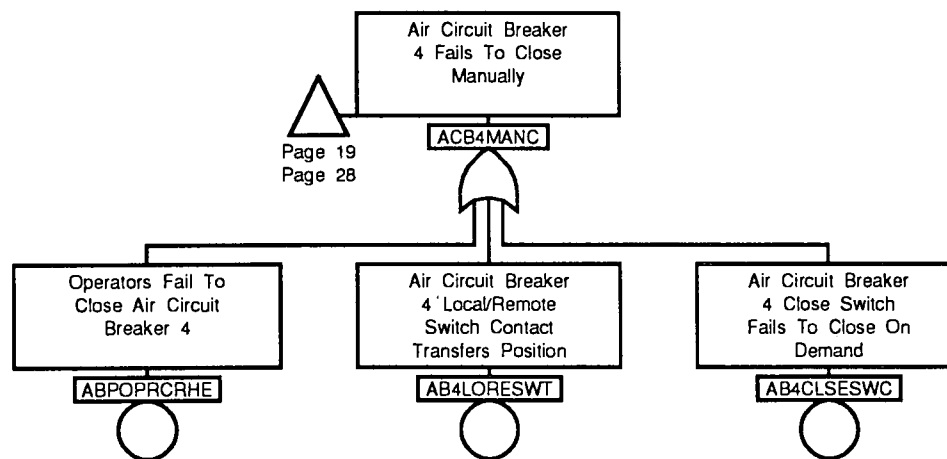 Air Circuit Breaker
4 Fails To Close
Manually
Page 19
Page 28
ACB4MANC
Operators Fail To
Close Air Circuit
Breaker 4
ABPOPRCRHE
Air Circuit Breaker
4 Local/Remote
Switch Contact
Transfers Position
AB4LORESWT
Air Circuit Breaker
4 Close Switch
Fails To Close On
Demand
AB4CLSESWC